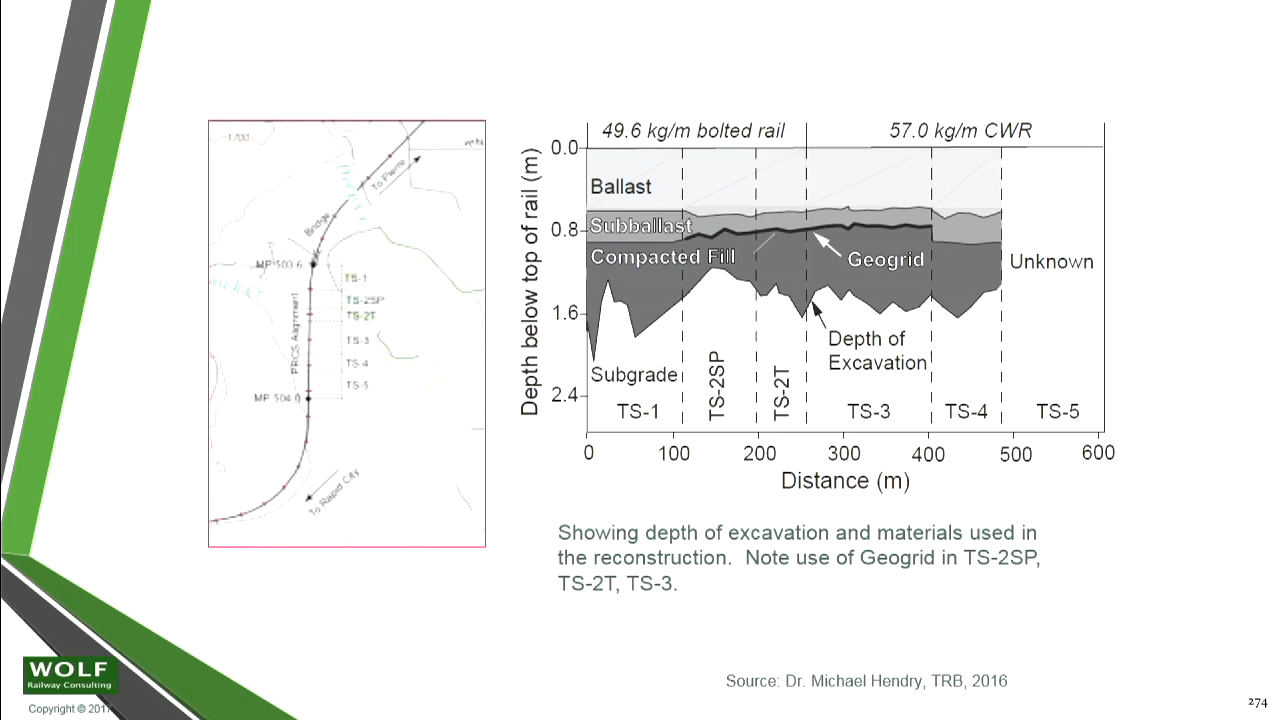 ~1700
To Pierre
Bridge
MP 503.6
TS-1
TS-2SP
TS-2T
PRCS Alignment
TS-3
TS-4
TS-5
MP 504.0
To Rapid City
49.6 kg/m bolted rail
57.0 kg/m CWR
Depth below top of rail (m)
0.0
0.8
1.6
2.4
Ballast
Subballast
Compacted Fill
Geogrid
Unknown
Depth of
Excavation
Subgrade
TS-1
TS-2SP
TS-2T
TS-3
TS-4
TS-5
0 100 200 300 400 500 600
Distance (m)
Showing depth of excavation and materials used in
the reconstruction. Note use of Geogrid in TS-2SP,
TS-2T, TS-3.
WOLF
Railway Consulting
Copyright © 201
Source: Dr. Michael Hendry, TRB, 2016
274